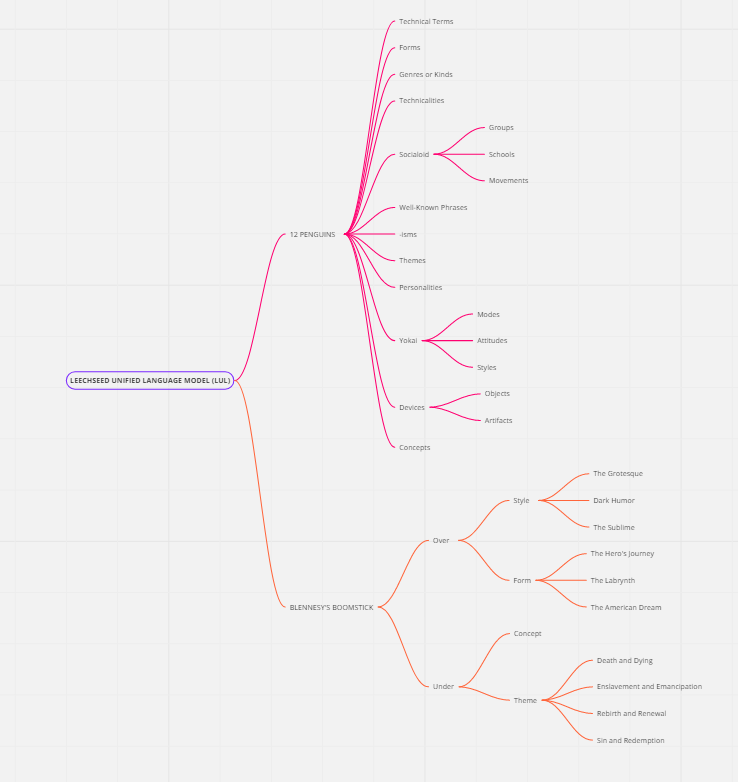 Technical Terms
Forms
Genres or Kinds
Technicalities
Groups
Socialoid
Schools
Movements
Well-Known Phrases
12 PENGUINS
-isms
Themes
Personalities
Modes
Yokai
Attitudes
Styles
LEECHSEED UNIFIED LANGUAGE MODEL (LUL)
Objects
Devices
Artifacts
Concepts
The Grotesque
Style
Dark Humor
The Sublime
Over
The Hero's Journey
Form
The Labrynth
BLENNESY'S BOOMSTICK
The American Dream
Concept
Death and Dying
Under
Enslavement and Emancipation
Theme
Rebirth and Renewal
Sin and Redemption